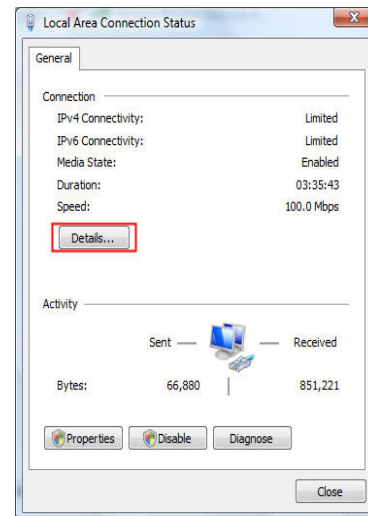 Local Area Connection Status
General
Connection
IPv4 Connectivity: Limited
IPv6 Connectivity: Limited
Media State: Enabled
Duration: 03:35:43
Speed: 100.0 Mbps
Details...
Activity
Sent Received
Bytes: 66,880 851,221
Properties Disable Diagnose
Close